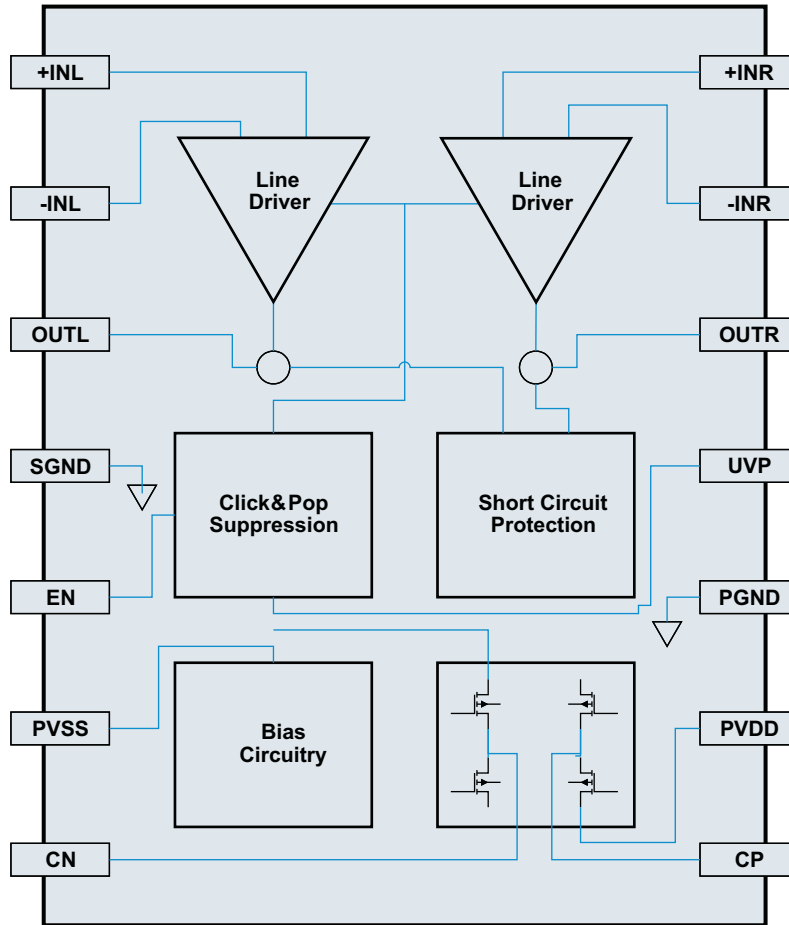 +INL
+INR
Line
Driver
Line
Driver
-INL
-INR
OUTL
OUTR
SGND
UVP
Click&Pop
Suppression
Short Circuit
Protection
EN
PGND
PVSS
Bias
Circuitry
PVDD
CN
CP